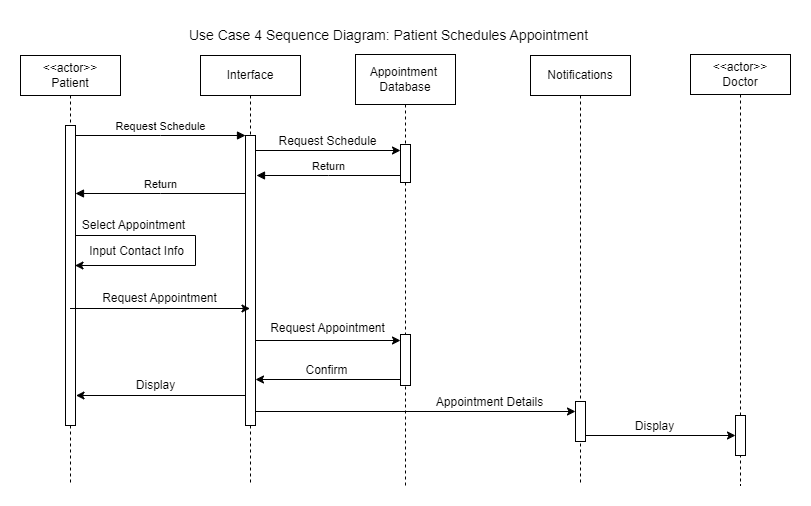 Use Case 4 Sequence Diagram: Patient Schedules Appointment
<<actor>>
Patient
Interface
Appointment
Database
Notifications
<<actor>>
Doctor
Request Schedule
Request Schedule
Return
Return
Select Appointment
Input Contact Info
Request Appointment
Request Appointment
Confirm
Display
Appointment Details
Display